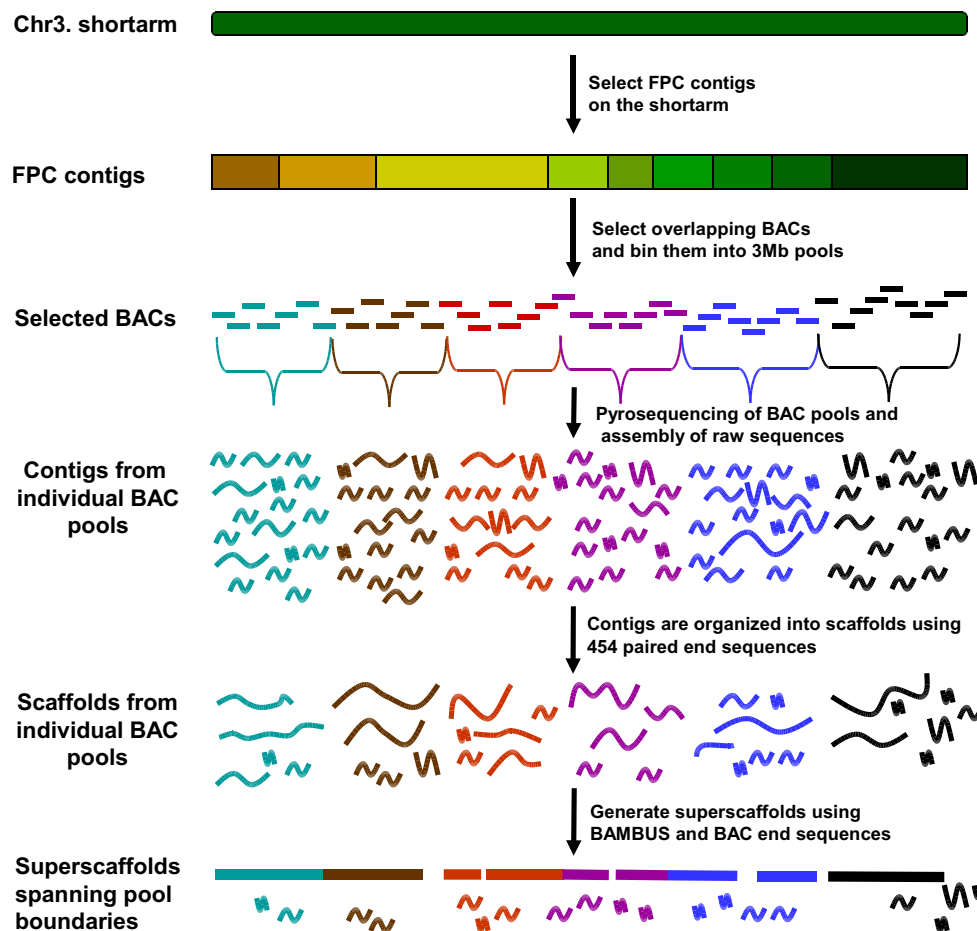 Chr3. shortarm
Select FPC contigs
on the shortarm
FPC contigs
Select overlapping BACs
and bin them into 3Mb pools
Selected BACs
Pyrosequencing of BAC pools and
assembly of raw sequences
Contigs from
individual BAC
pools
Contigs are organized into scaffolds using
454 paired end sequences
Scaffolds from
individual BAC
pools
Generate superscaffolds using
BAMBUS and BAC end sequences
Superscaffolds
spanning pool
boundaries